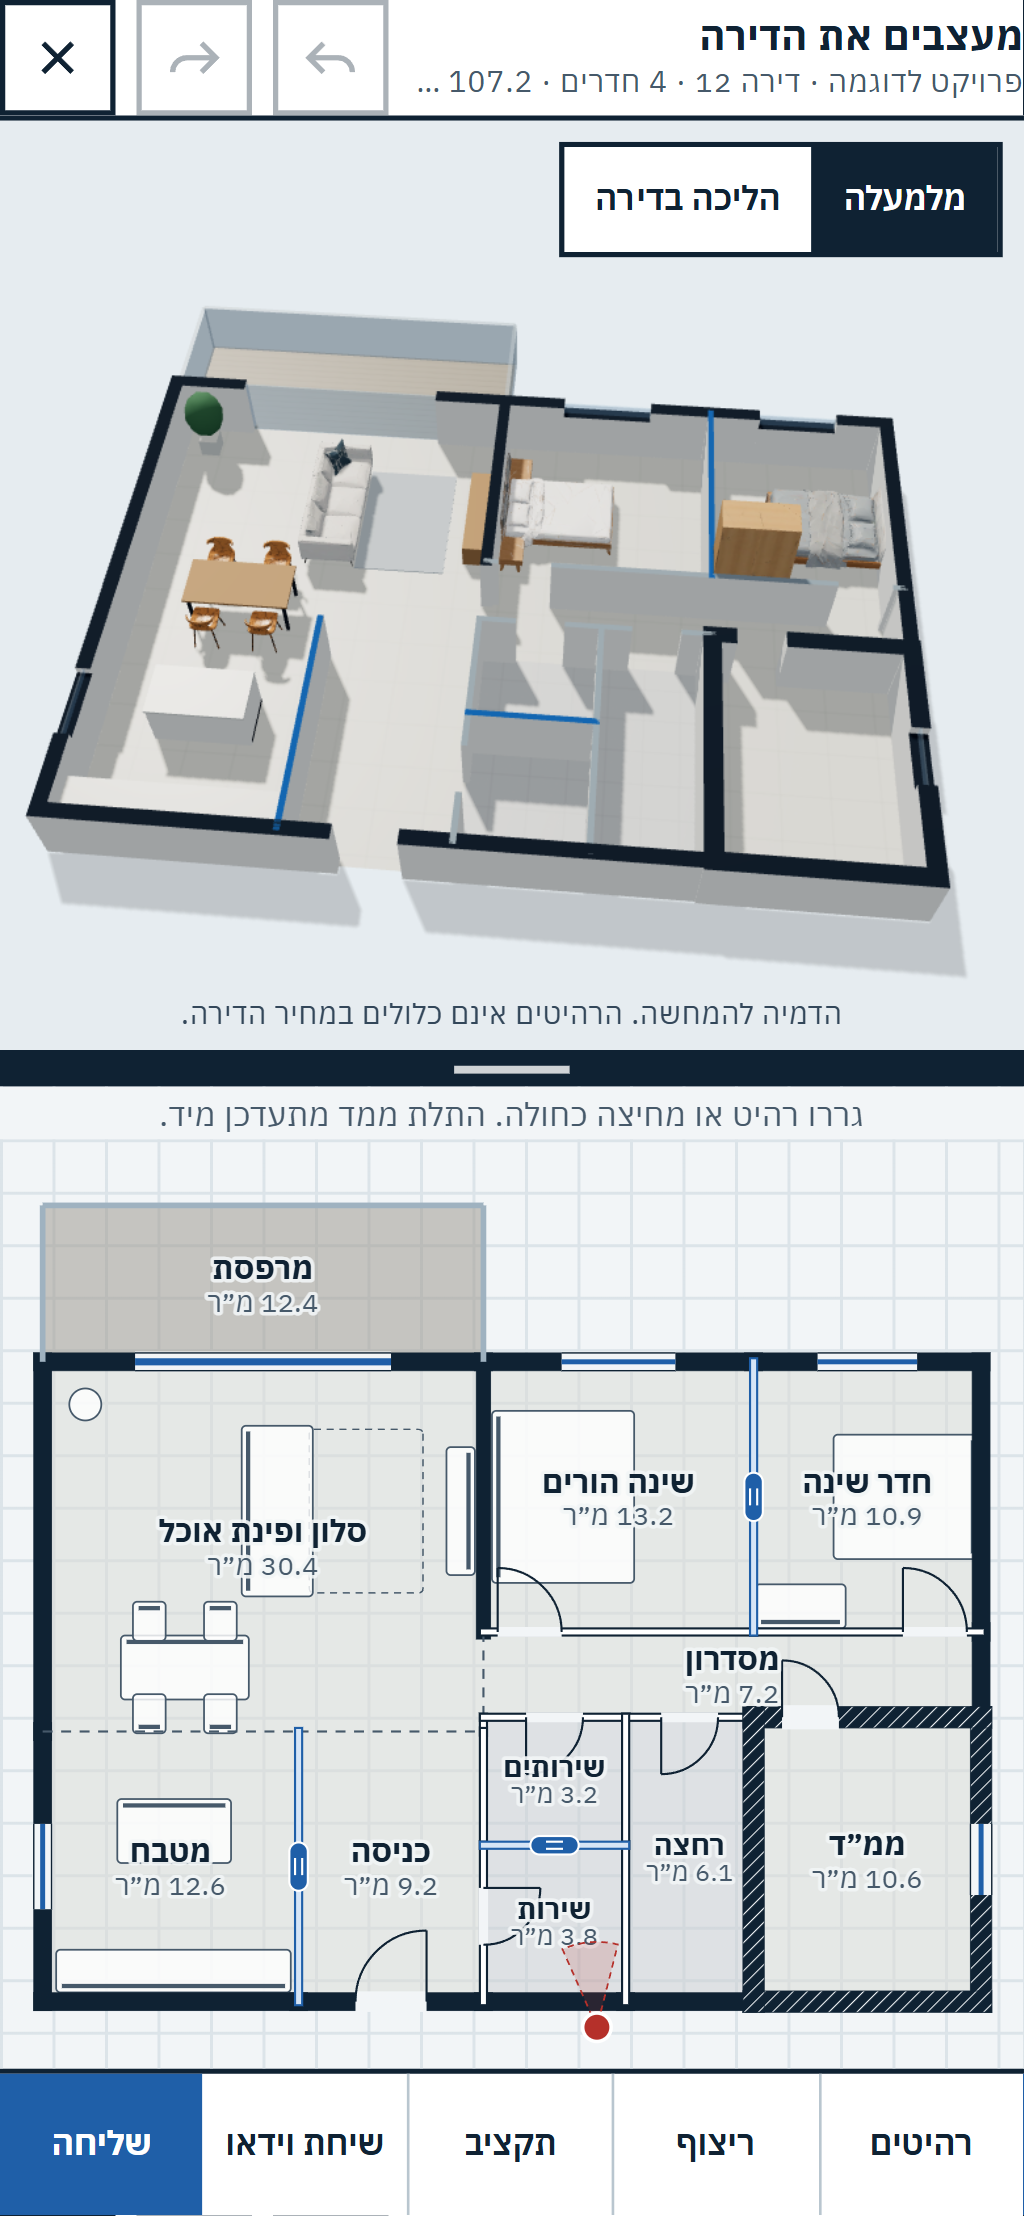 מעצבים את הדירה
פרויקט לדוגמה · דירה 12 · 4 חדרים · 107.2 ...
מלמעלה
הליכה בדירה
הדמיה להמחשה. הרהיטים אינם כלולים במחיר הדירה.
גררו רהיט או מחיצה כחולה. התלת ממד מתעדכן מיד.
מרפסת
12.4 מ״ר
שינה הורים
13.2 מ״ר
חדר שינה
10.9 מ״ר
סלון ופינת אוכל
30.4 מ״ר
מסדרון
7.2 מ״ר
שירותים
3.2 מ״ר
רחצה
6.1 מ״ר
ממ״ד
10.6 מ״ר
מטבח
12.6 מ״ר
כניסה
9.2 מ״ר
שירות
3.8 מ״ר
רהיטים
ריצוף
תקציב
שיחת וידאו
שליחה